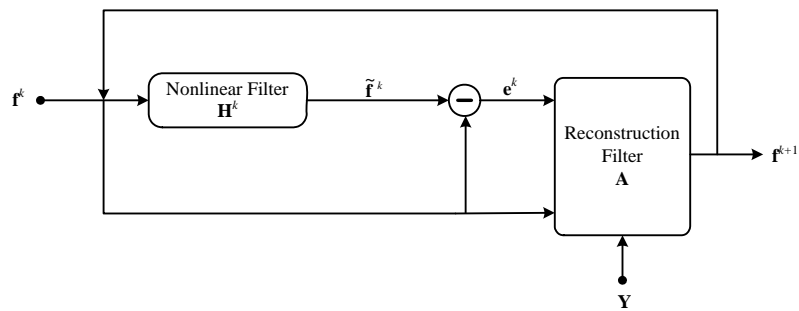 f^k
Nonlinear Filter
H^k
f̃^k
−
e^k
Reconstruction
Filter
A
f^{k+1}
Y